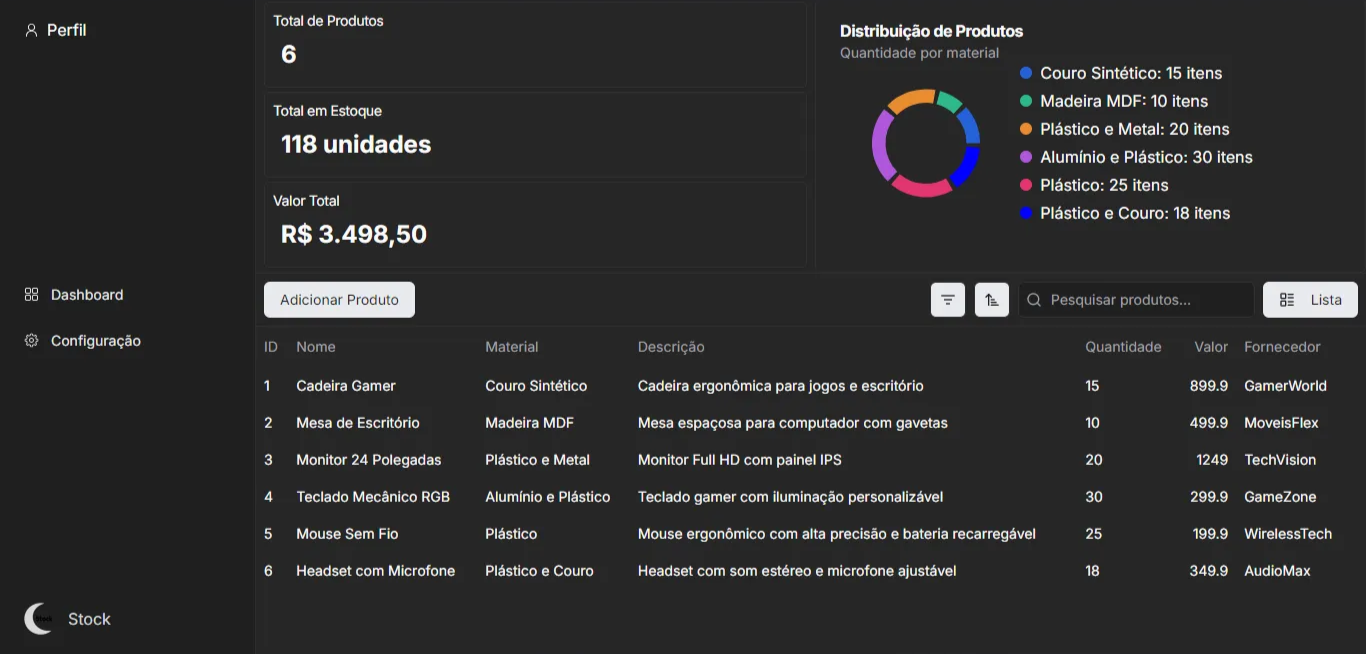 Perfil
Dashboard
Configuração
Stock
Total de Produtos
6
Total em Estoque
118 unidades
Valor Total
R$ 3.498,50
Distribuição de Produtos
Quantidade por material
Couro Sintético: 15 itens
Madeira MDF: 10 itens
Plástico e Metal: 20 itens
Alumínio e Plástico: 30 itens
Plástico: 25 itens
Plástico e Couro: 18 itens
Adicionar Produto
Pesquisar produtos...
Lista
ID Nome Material Descrição Quantidade Valor Fornecedor
1 Cadeira Gamer Couro Sintético Cadeira ergonômica para jogos e escritório 15 899.9 GamerWorld
2 Mesa de Escritório Madeira MDF Mesa espaçosa para computador com gavetas 10 499.9 MoveisFlex
3 Monitor 24 Polegadas Plástico e Metal Monitor Full HD com painel IPS 20 1249 TechVision
4 Teclado Mecânico RGB Alumínio e Plástico Teclado gamer com iluminação personalizável 30 299.9 GameZone
5 Mouse Sem Fio Plástico Mouse ergonômico com alta precisão e bateria recarregável 25 199.9 WirelessTech
6 Headset com Microfone Plástico e Couro Headset com som estéreo e microfone ajustável 18 349.9 AudioMax